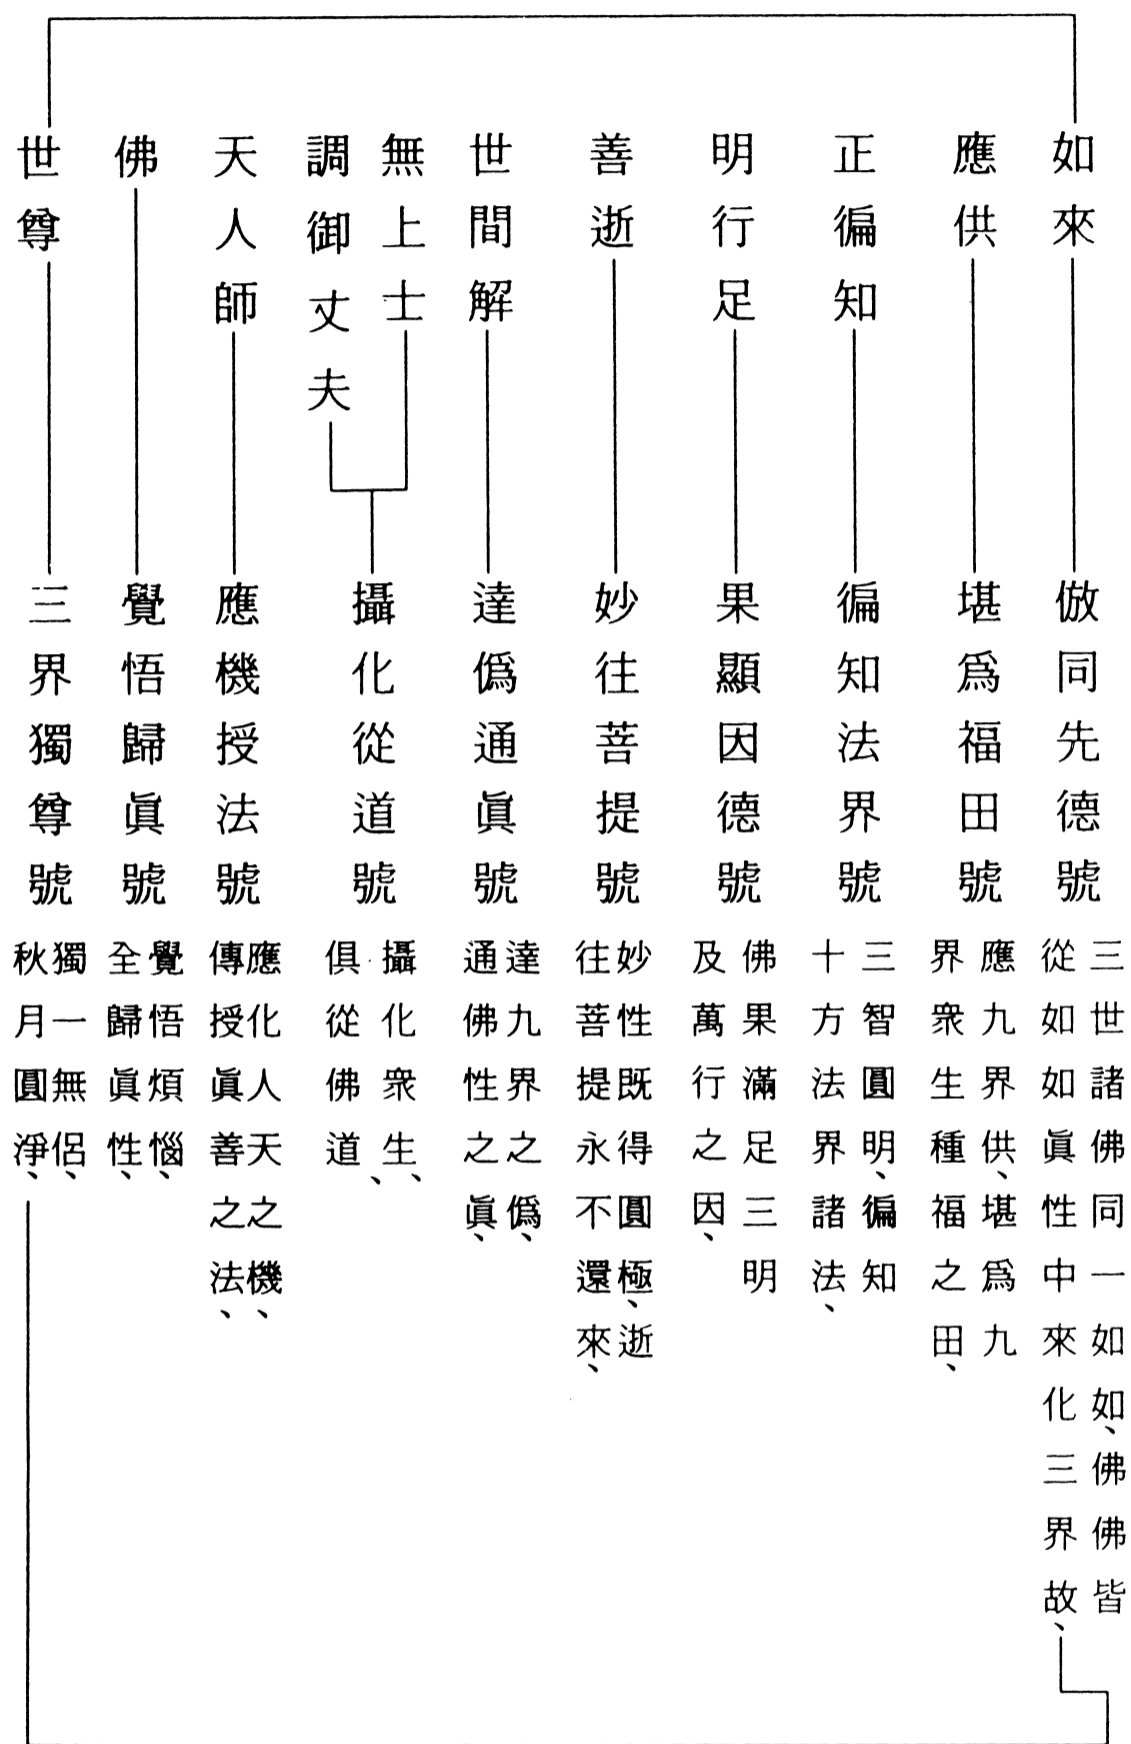 如來
倣同先德號
三世諸佛同一如如、佛佛皆
從如如眞性中來化三界故、
應供
堪爲福田號
應九界供、堪爲九
界衆生種福之田、
正徧知
徧知法界號
三智圓明、徧知
十方法界諸法、
明行足
果顯因德號
佛果滿足三明
及萬行之因、
善逝
妙往菩提號
妙性既得圓極、逝
往菩提永不還來、
世間解
達僞通眞號
達九界之僞、
通佛性之眞、
無上士
調御丈夫
攝化從道號
攝化衆生、
俱從佛道、
天人師
應機授法號
應化人天之機、
傳授眞善之法、
佛
覺悟歸眞號
覺悟煩惱、
全歸眞性、
世尊
三界獨尊號
獨一無侶、
秋月圓淨、